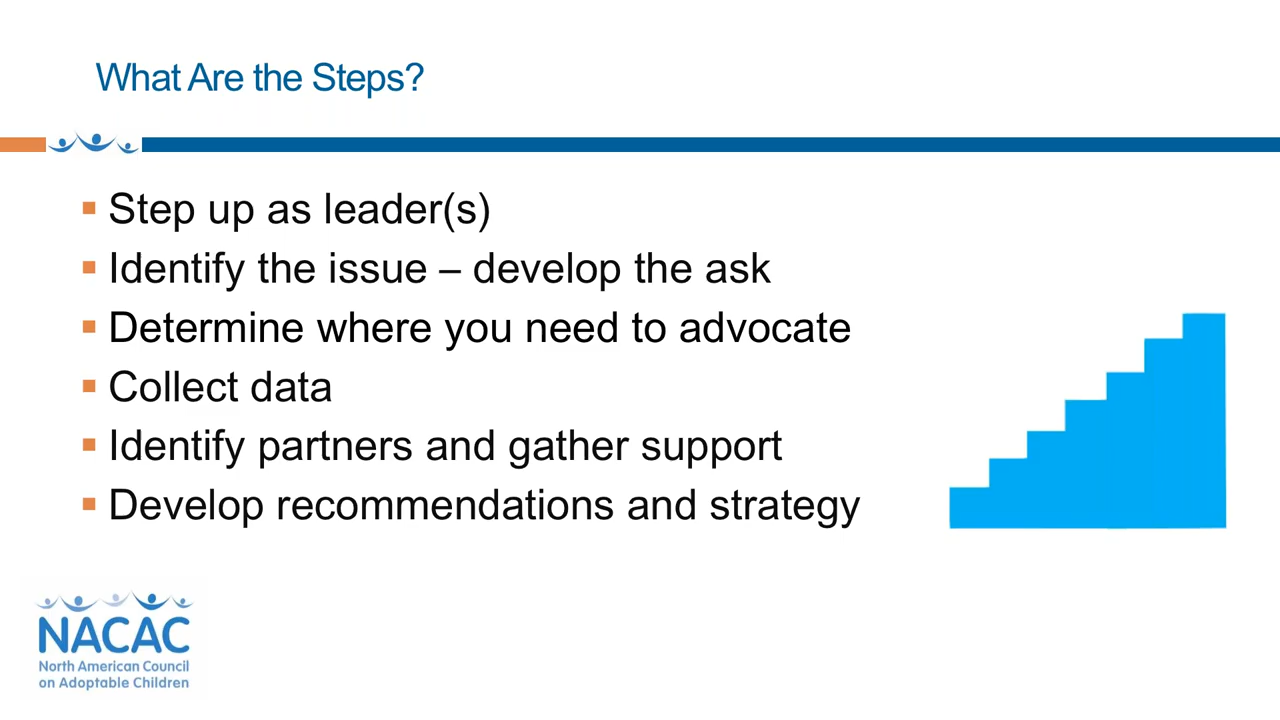 What Are the Steps?
Step up as leader(s)
Identify the issue – develop the ask
Determine where you need to advocate
Collect data
Identify partners and gather support
Develop recommendations and strategy
NACAC
North American Council
on Adoptable Children